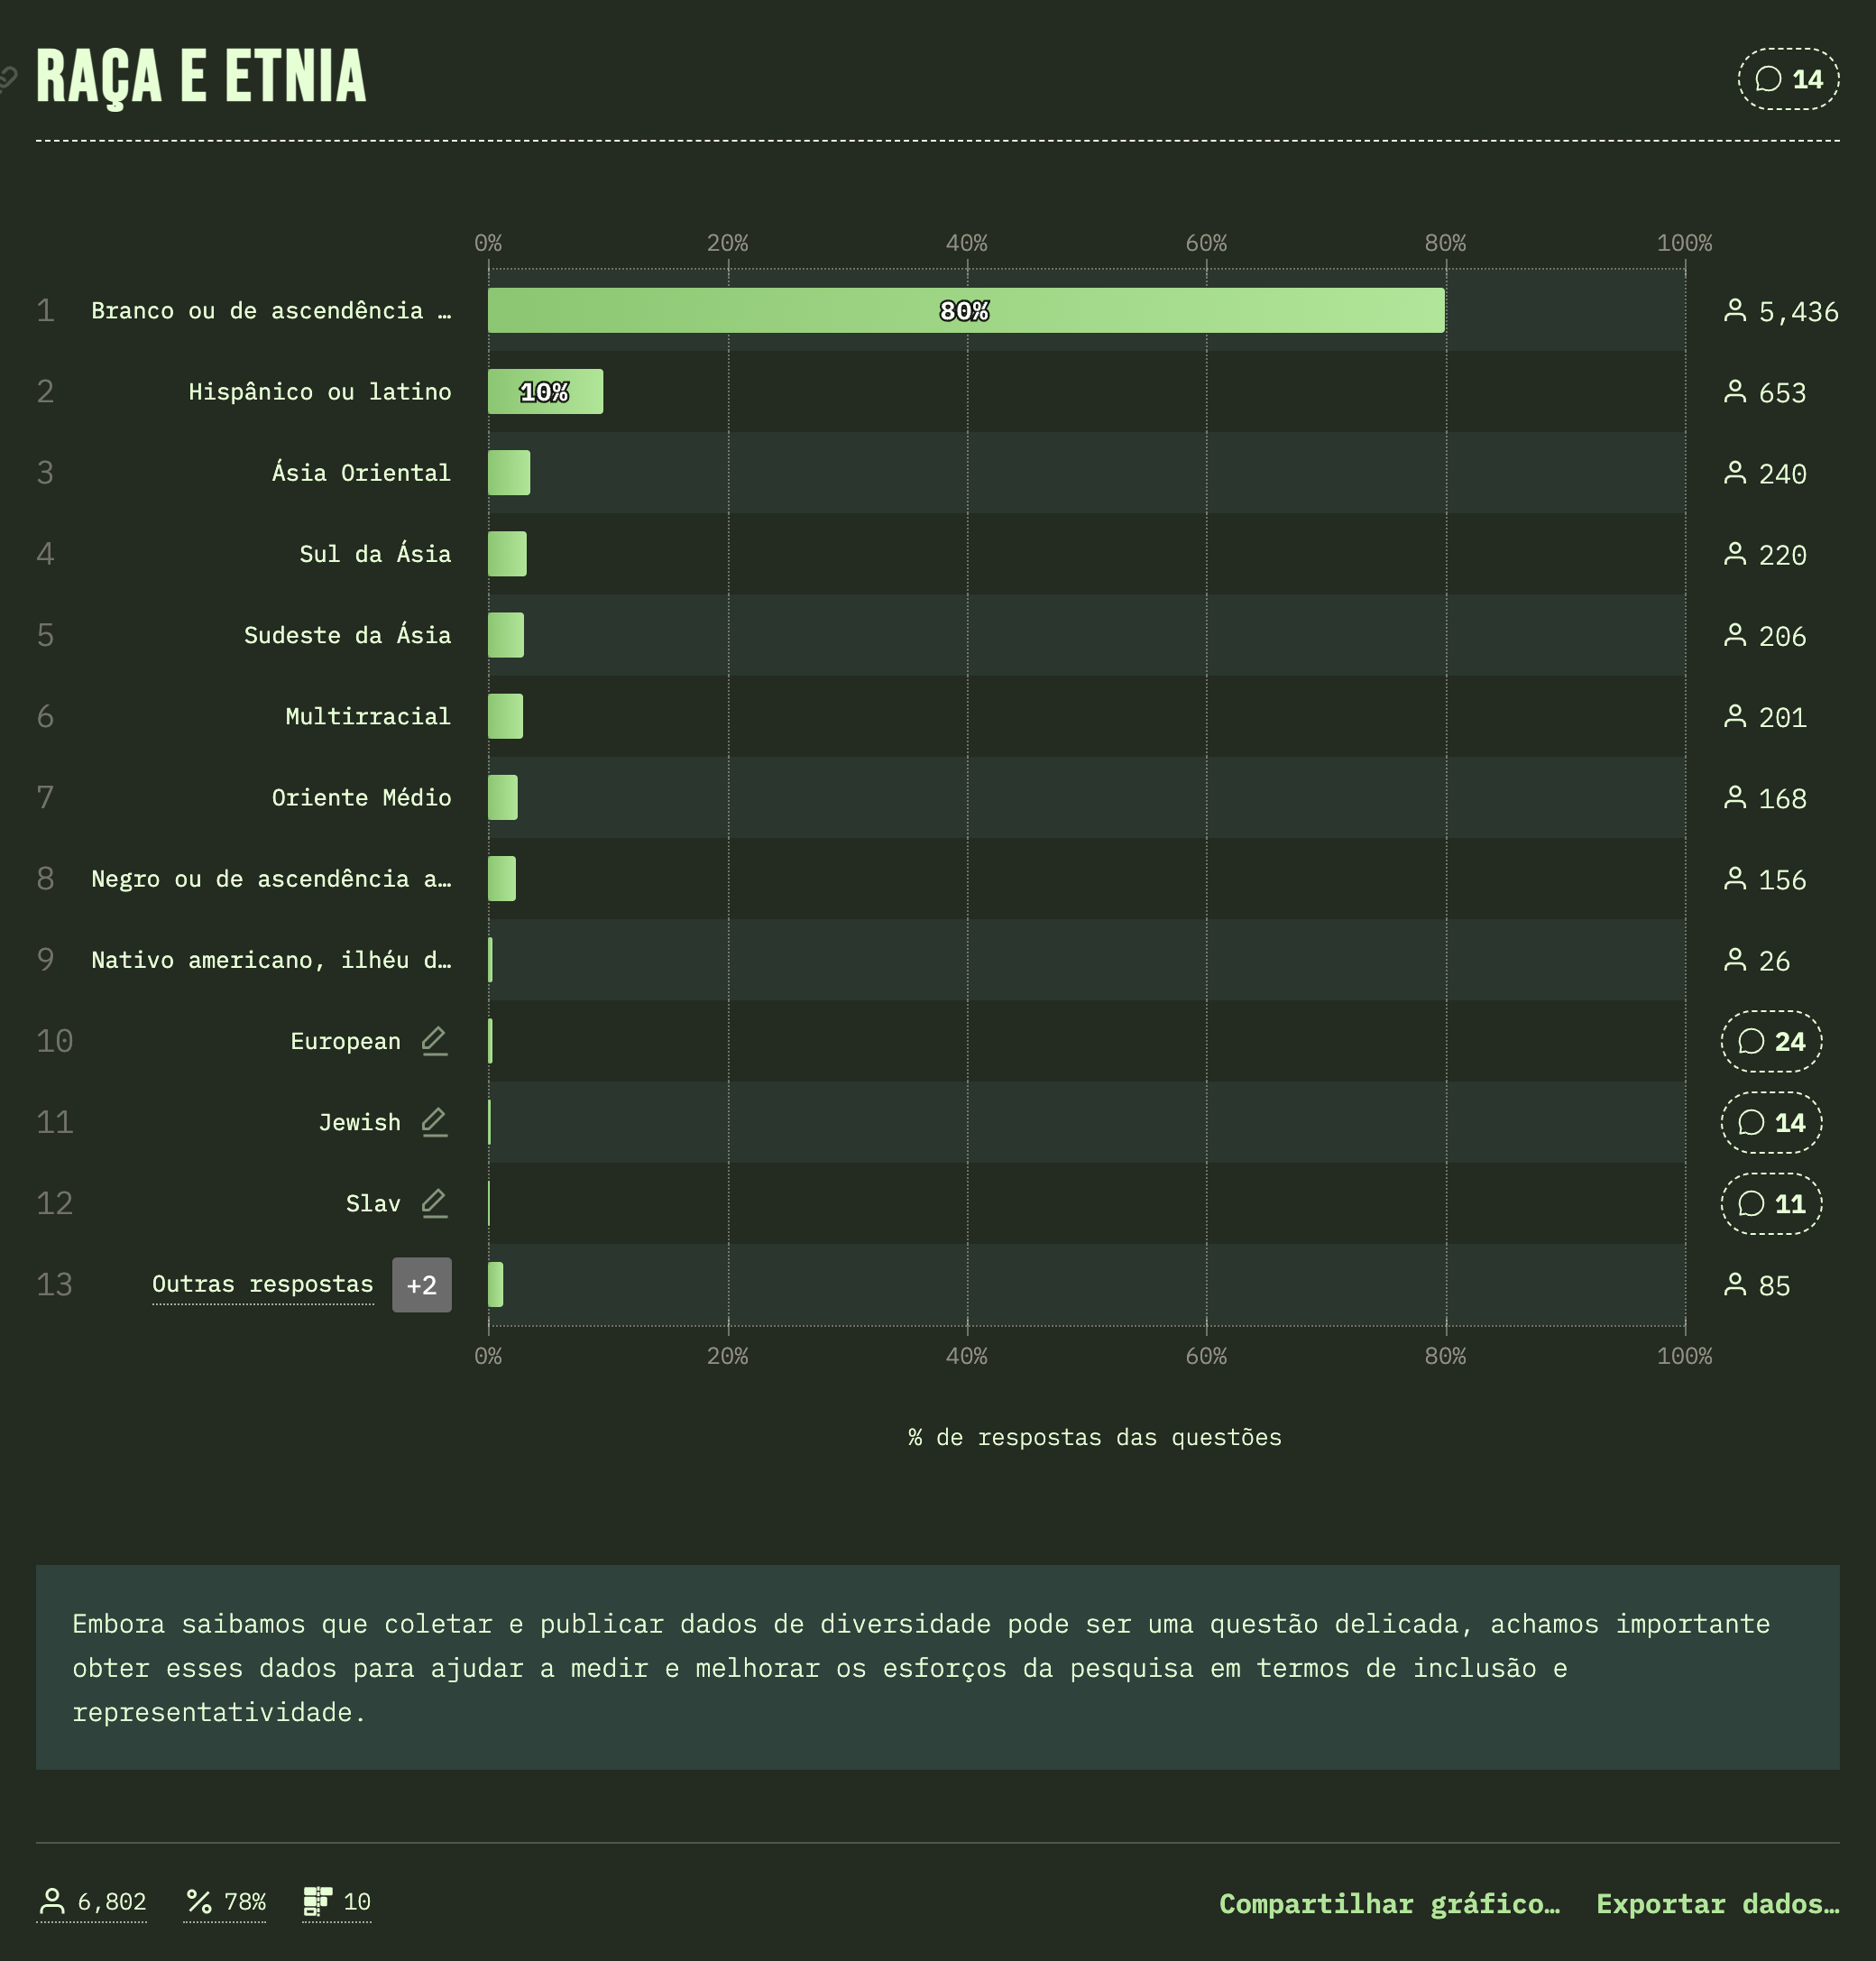 RAÇA E ETNIA
14
0% 20% 40% 60% 80% 100%
1 Branco ou de ascendência … 80% 5,436
2 Hispânico ou latino 10% 653
3 Ásia Oriental 240
4 Sul da Ásia 220
5 Sudeste da Ásia 206
6 Multirracial 201
7 Oriente Médio 168
8 Negro ou de ascendência a… 156
9 Nativo americano, ilhéu d… 26
10 European 24
11 Jewish 14
12 Slav 11
13 Outras respostas +2 85
0% 20% 40% 60% 80% 100%
% de respostas das questões
Embora saibamos que coletar e publicar dados de diversidade pode ser uma questão delicada, achamos importante
obter esses dados para ajudar a medir e melhorar os esforços da pesquisa em termos de inclusão e
representatividade.
6,802 78% 10 Compartilhar gráfico… Exportar dados…